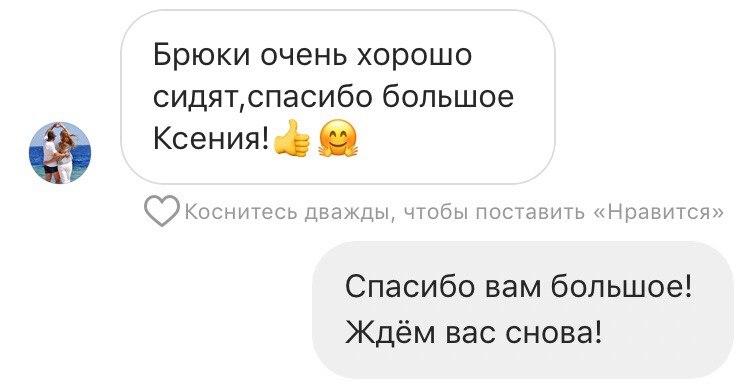 Брюки очень хорошо
сидят,спасибо большое
Ксения!👍🤗
Коснитесь дважды, чтобы поставить «Нравится»
Спасибо вам большое!
Ждём вас снова!